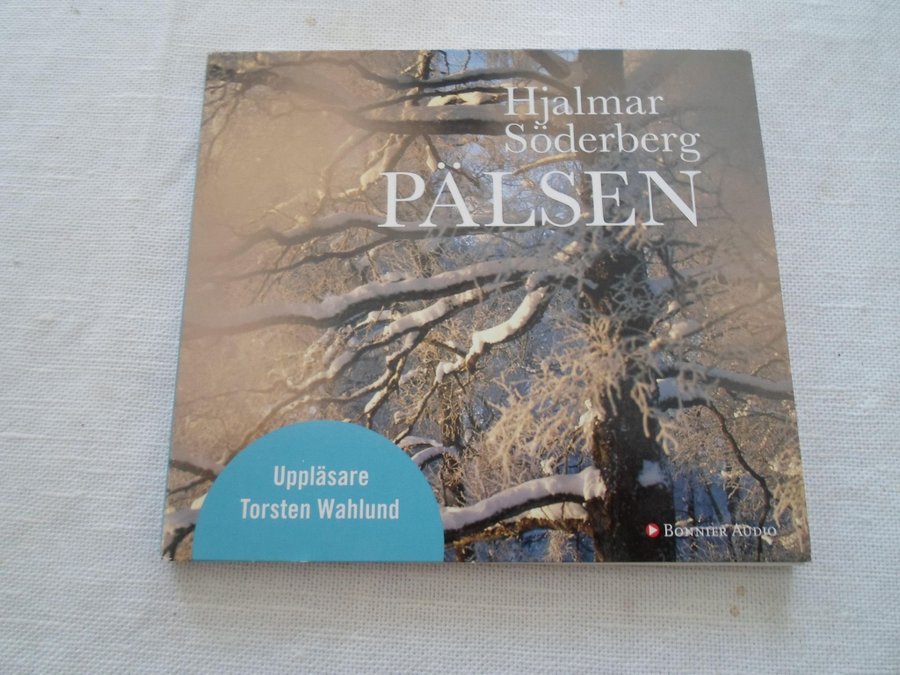 Hjalmar
Söderberg
PÄLSEN
Uppläsare
Torsten Wahlund
BONNIER AUDIO